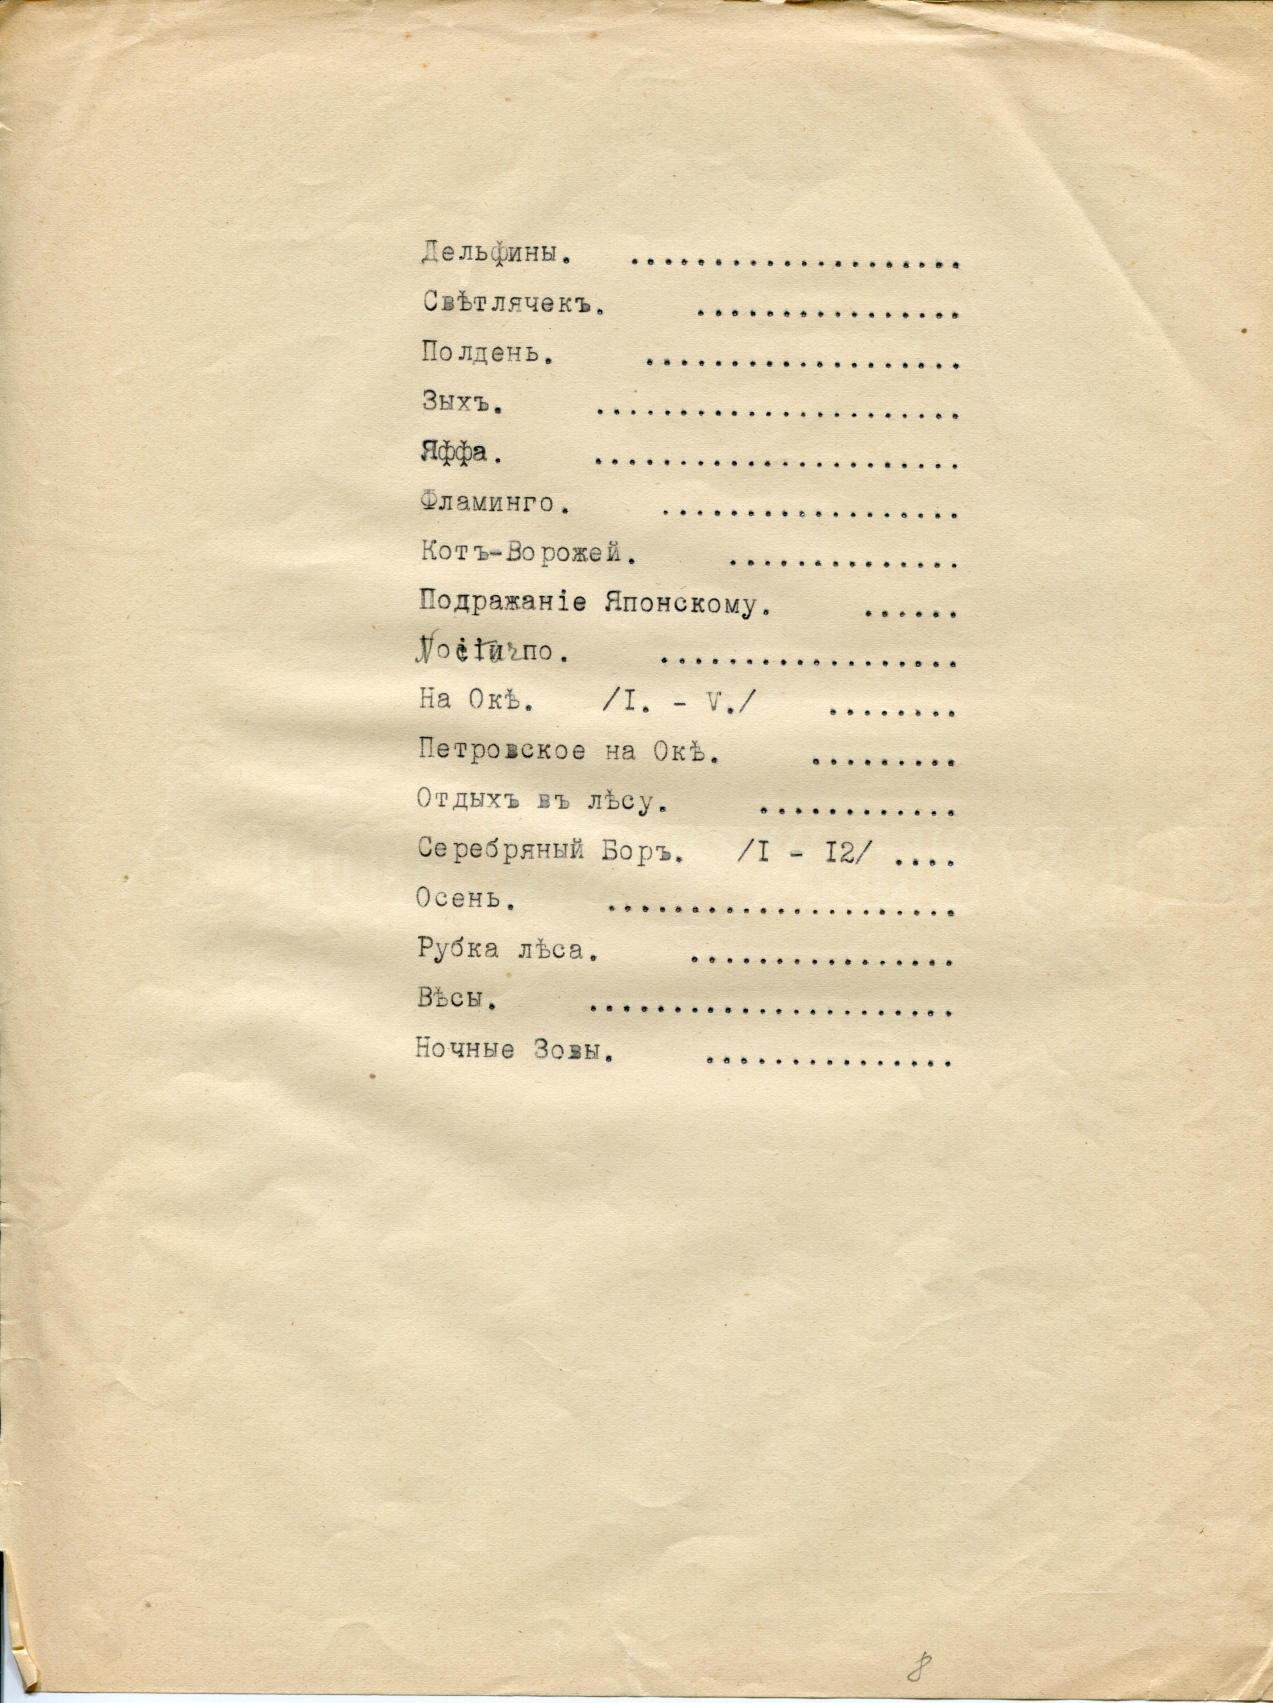 Дельфины. ....................
Свѣтлячекъ. ................
Полдень. ...................
Зыхъ. ......................
Яффа. ......................
Фламинго. ..................
Котъ-Ворожей. ..............
Подражаніе Японскому. ......
..................
На Окѣ. /I. - V./ ........
Петровское на Окѣ. .........
Отдыхъ въ лѣсу. ............
Серебряный Боръ. /I - I2/ ....
Осень. .....................
Рубка лѣса. ................
Вѣсы. ......................
Ночные Зовы. ...............
8